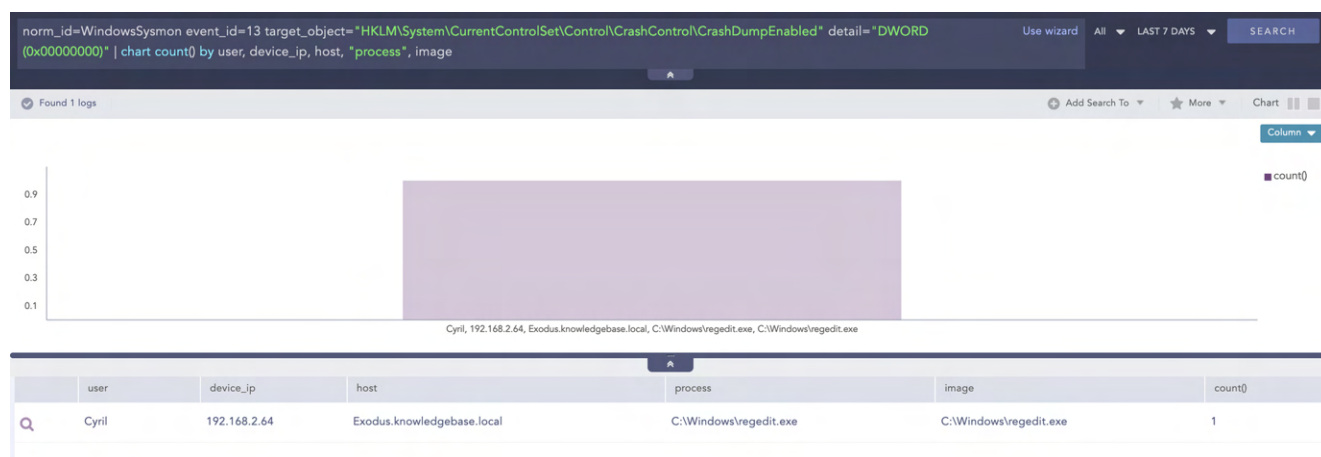 norm_id=WindowsSysmon event_id=13 target_object="HKLM\System\CurrentControlSet\Control\CrashControl\CrashDumpEnabled" detail="DWORD
(0x00000000)" | chart count() by user, device_ip, host, "process", image
Use wizard All LAST 7 DAYS SEARCH
Found 1 logs
Add Search To More Chart
Column
count()
0.9
0.7
0.5
0.3
0.1
Cyril, 192.168.2.64, Exodus.knowledgebase.local, C:\Windows\regedit.exe, C:\Windows\regedit.exe
user device_ip host process image count()
Cyril 192.168.2.64 Exodus.knowledgebase.local C:\Windows\regedit.exe C:\Windows\regedit.exe 1